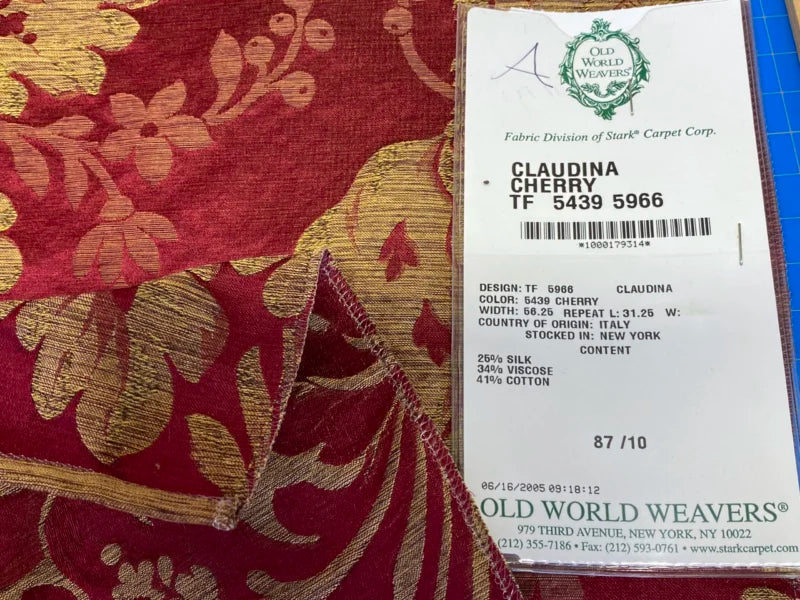 A
OLD
WORLD
WEAVERS®
Fabric Division of Stark® Carpet Corp.
CLAUDINA
CHERRY
TF 5439 5966
*1000179314*
DESIGN: TF 5966 CLAUDINA
COLOR: 5439 CHERRY
WIDTH: 56.25 REPEAT L: 31.25 W:
COUNTRY OF ORIGIN: ITALY
STOCKED IN: NEW YORK
CONTENT
25% SILK
34% VISCOSE
41% COTTON
87 /10
06/16/2005 09:18:12
OLD WORLD WEAVERS®
979 THIRD AVENUE, NEW YORK, NY 10022
(212) 355-7186 • Fax: (212) 593-0761 • www.starkcarpet.com